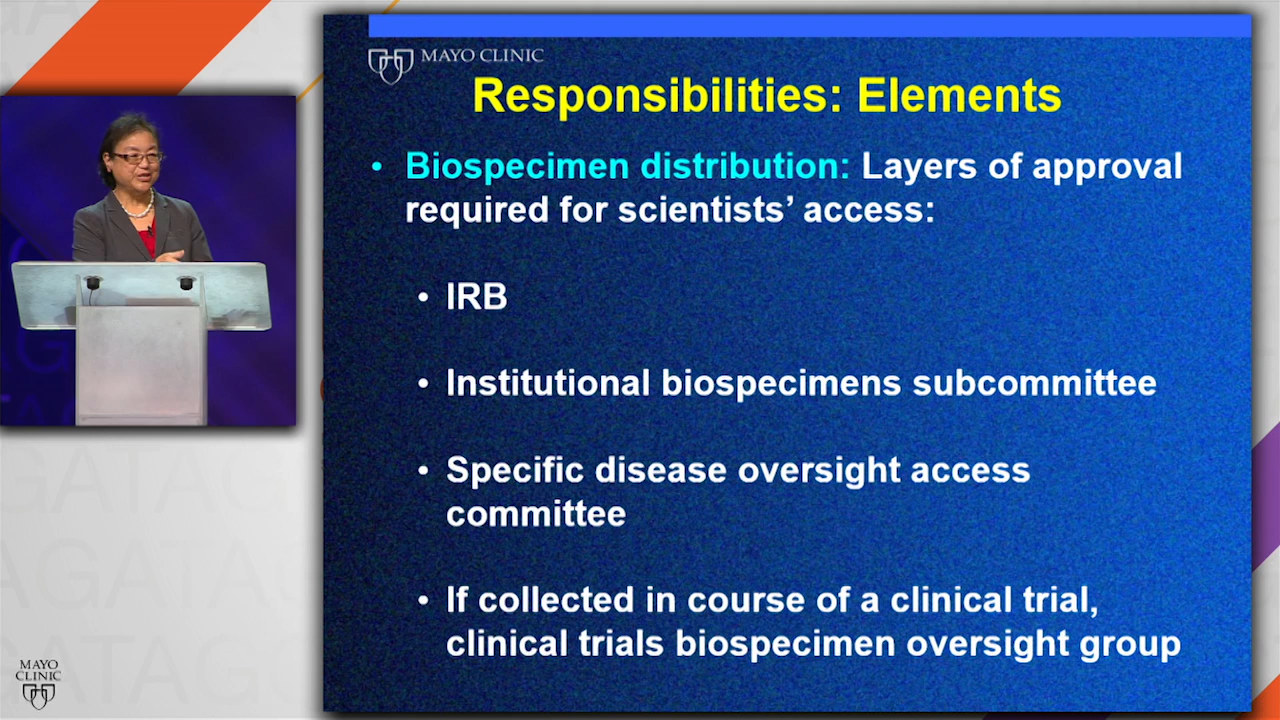 MAYO CLINIC
Responsibilities: Elements
• Biospecimen distribution: Layers of approval
required for scientists’ access:
• IRB
• Institutional biospecimens subcommittee
• Specific disease oversight access
committee
• If collected in course of a clinical trial,
clinical trials biospecimen oversight group
MAYO
CLINIC